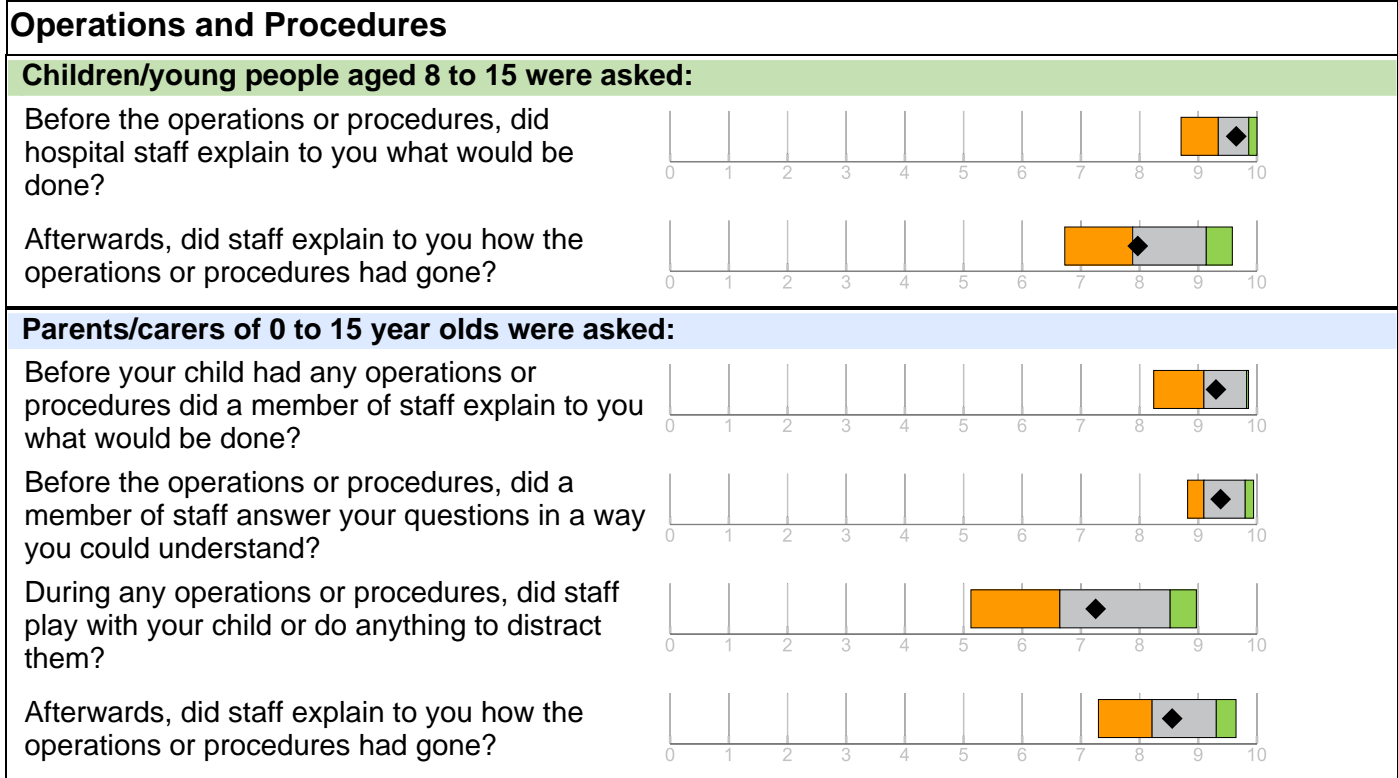 Operations and Procedures
Children/young people aged 8 to 15 were asked:
Before the operations or procedures, did
hospital staff explain to you what would be
done?
0 1 2 3 4 5 6 7 8 9 10
Afterwards, did staff explain to you how the
operations or procedures had gone?
0 1 2 3 4 5 6 7 8 9 10
Parents/carers of 0 to 15 year olds were asked:
Before your child had any operations or
procedures did a member of staff explain to you
what would be done?
0 1 2 3 4 5 6 7 8 9 10
Before the operations or procedures, did a
member of staff answer your questions in a way
you could understand?
0 1 2 3 4 5 6 7 8 9 10
During any operations or procedures, did staff
play with your child or do anything to distract
them?
0 1 2 3 4 5 6 7 8 9 10
Afterwards, did staff explain to you how the
operations or procedures had gone?
0 1 2 3 4 5 6 7 8 9 10